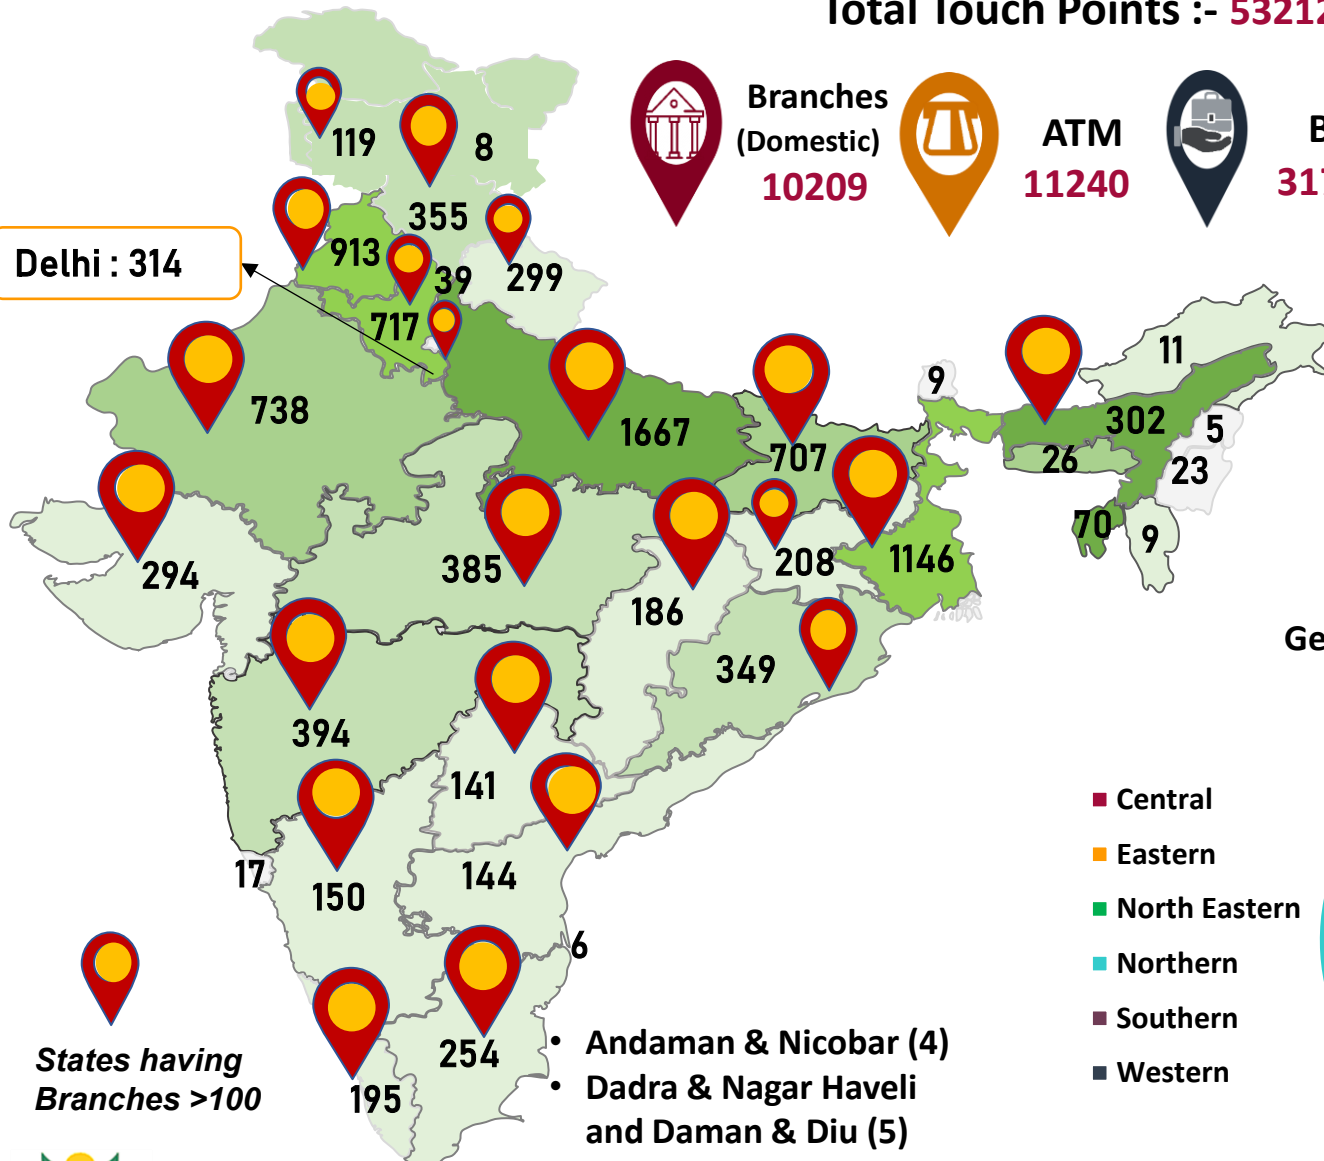 Total Touch Points :- 53212
Branches
(Domestic)
10209
ATM
11240
B
317
119
8
355
913
39
299
Delhi : 314
717
738
1667
707
9
11
302
5
26
23
70
9
294
385
208
1146
186
349
394
141
17
150
144
6
254
195
Ge
Central
Eastern
North Eastern
Northern
Southern
Western
States having
Branches >100
• Andaman & Nicobar (4)
• Dadra & Nagar Haveli
and Daman & Diu (5)